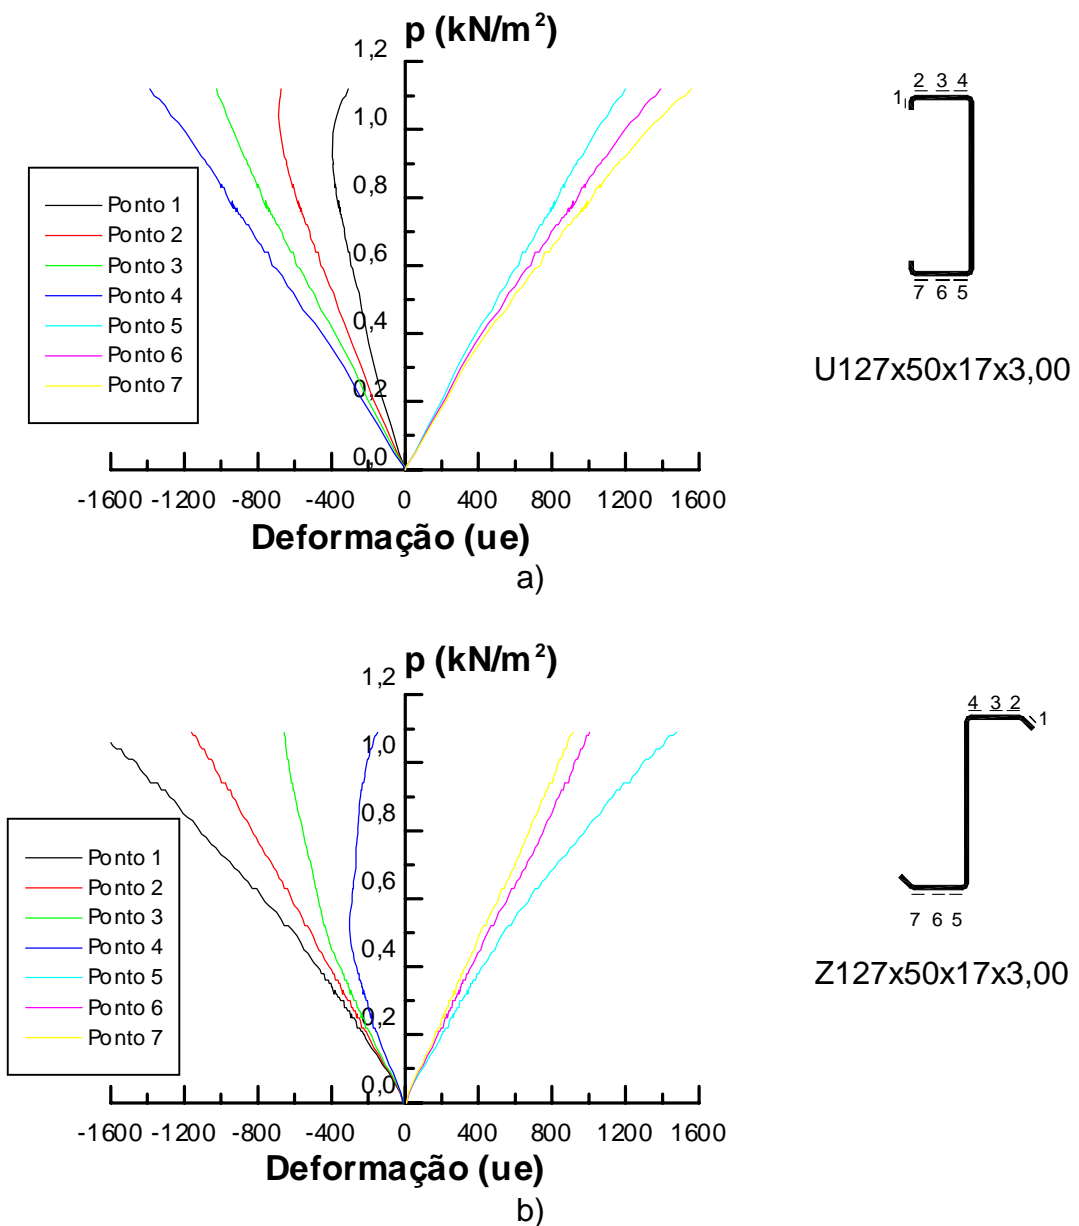 p (kN/m²)
1,2
1,0
0,8
0,6
0,4
0,2
0,0
-1600 -1200 -800 -400 0 400 800 1200 1600
Deformação (ue)
a)
Ponto 1
Ponto 2
Ponto 3
Ponto 4
Ponto 5
Ponto 6
Ponto 7
2 3 4
1
7 6 5
U127x50x17x3,00
p (kN/m²)
1,2
1,0
0,8
0,6
0,4
0,2
0,0
-1600 -1200 -800 -400 0 400 800 1200 1600
Deformação (ue)
b)
Ponto 1
Ponto 2
Ponto 3
Ponto 4
Ponto 5
Ponto 6
Ponto 7
4 3 2
1
7 6 5
Z127x50x17x3,00